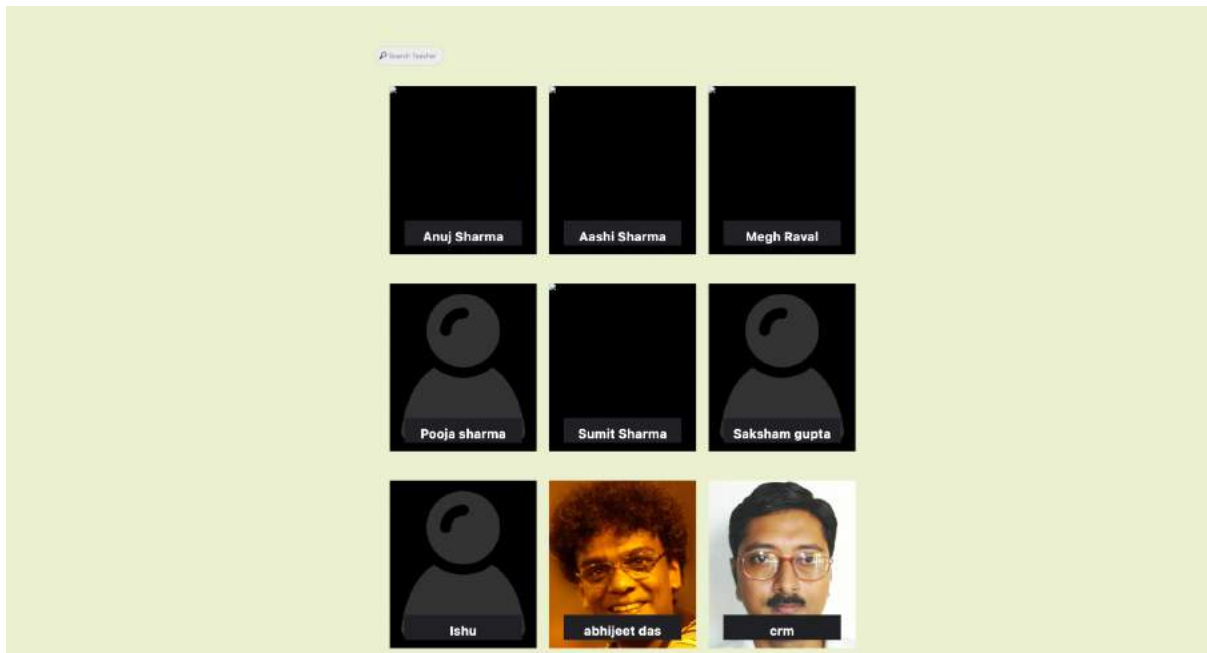 Search Teacher
Anuj Sharma
Aashi Sharma
Megh Raval
Pooja sharma
Sumit Sharma
Saksham gupta
Ishu
abhijeet das
crm